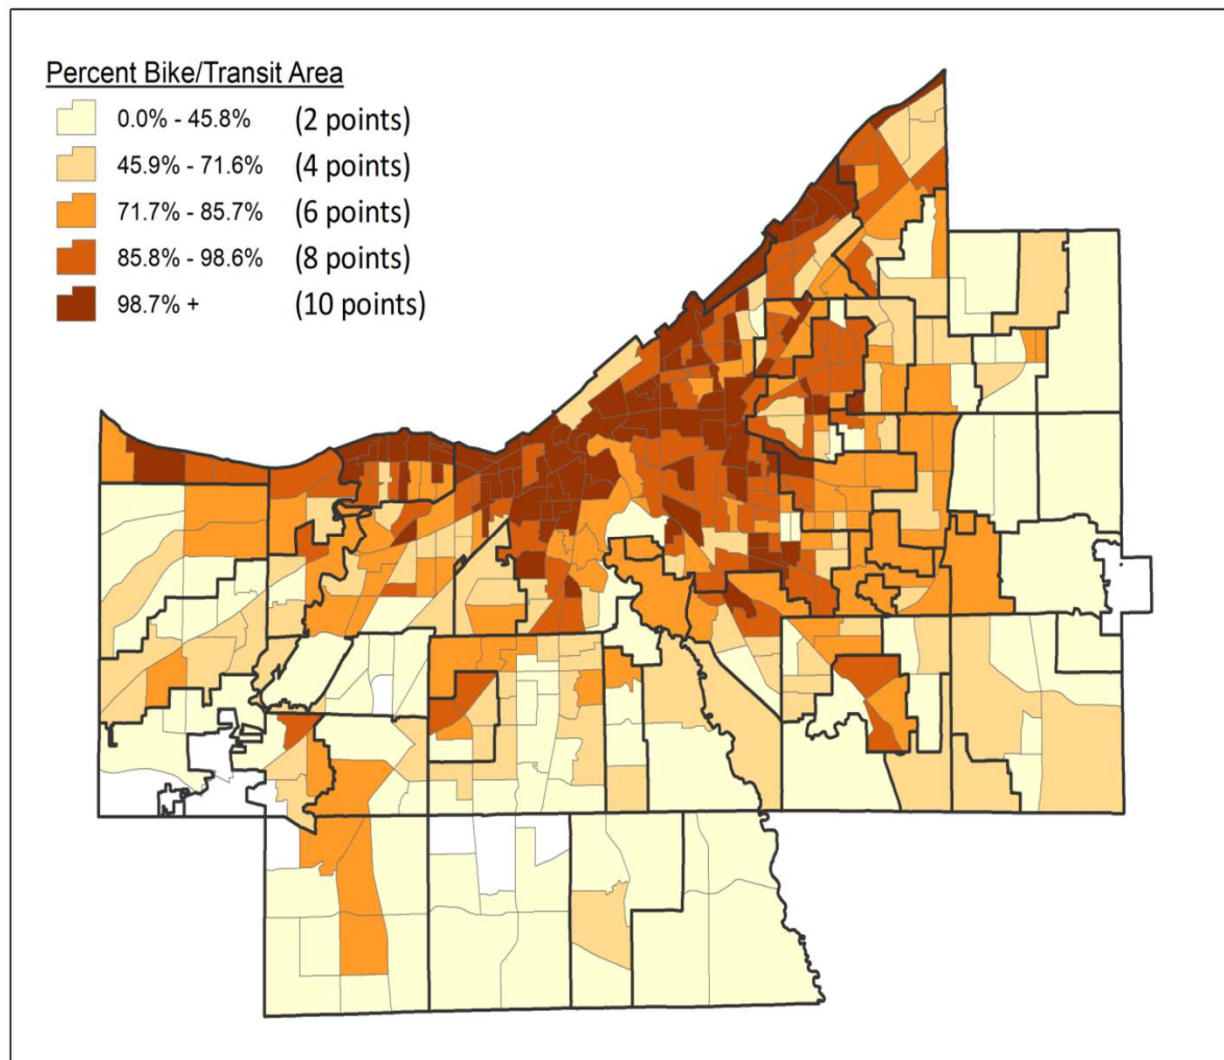 Percent Bike/Transit Area
0.0% - 45.8% (2 points)
45.9% - 71.6% (4 points)
71.7% - 85.7% (6 points)
85.8% - 98.6% (8 points)
98.7% + (10 points)